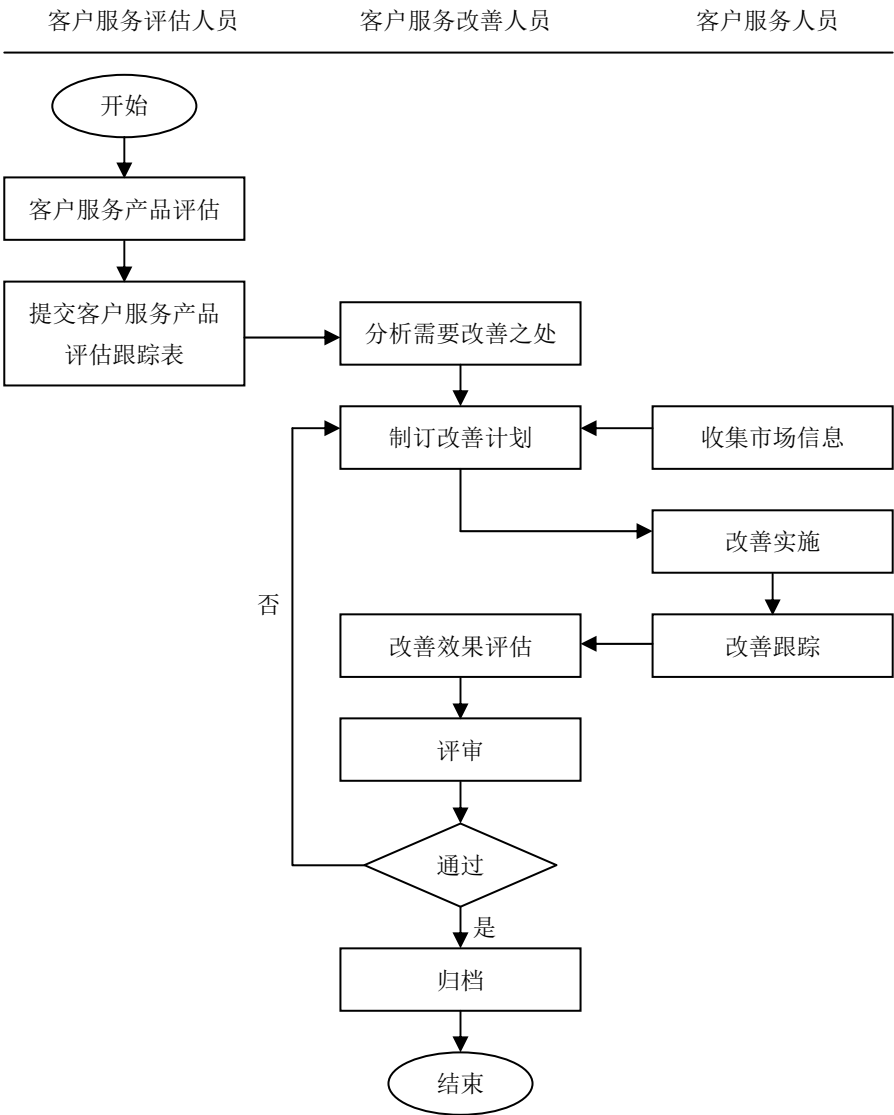 客户服务评估人员
客户服务改善人员
客户服务人员
开始
客户服务产品评估
提交客户服务产品
评估跟踪表
分析需要改善之处
制订改善计划
收集市场信息
改善实施
否
改善效果评估
改善跟踪
评审
通过
是
归档
结束